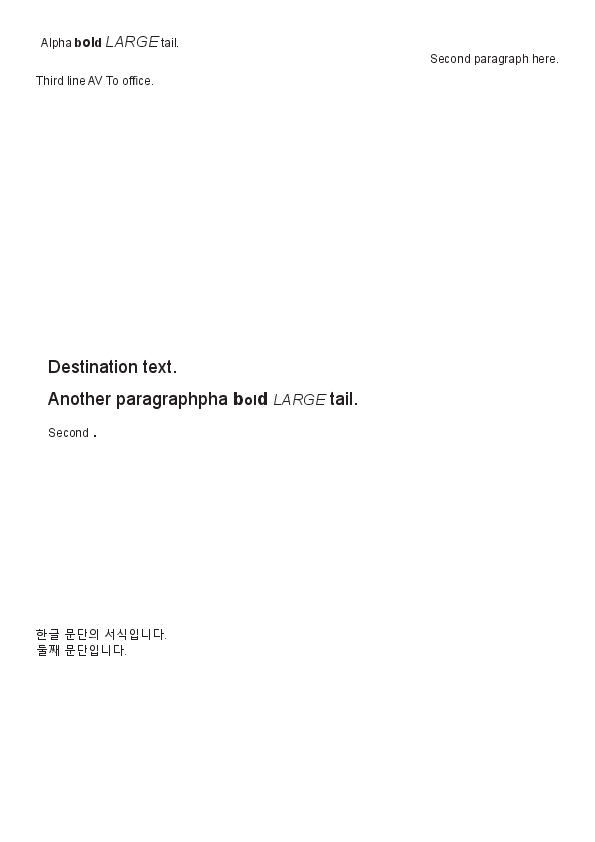 Alpha bold LARGE tail.
Second paragraph here.
Third line AV To office.
Destination text.
Another paragraphpha bold LARGE tail.
Second .
한글 문단의 서식입니다.
둘째 문단입니다.